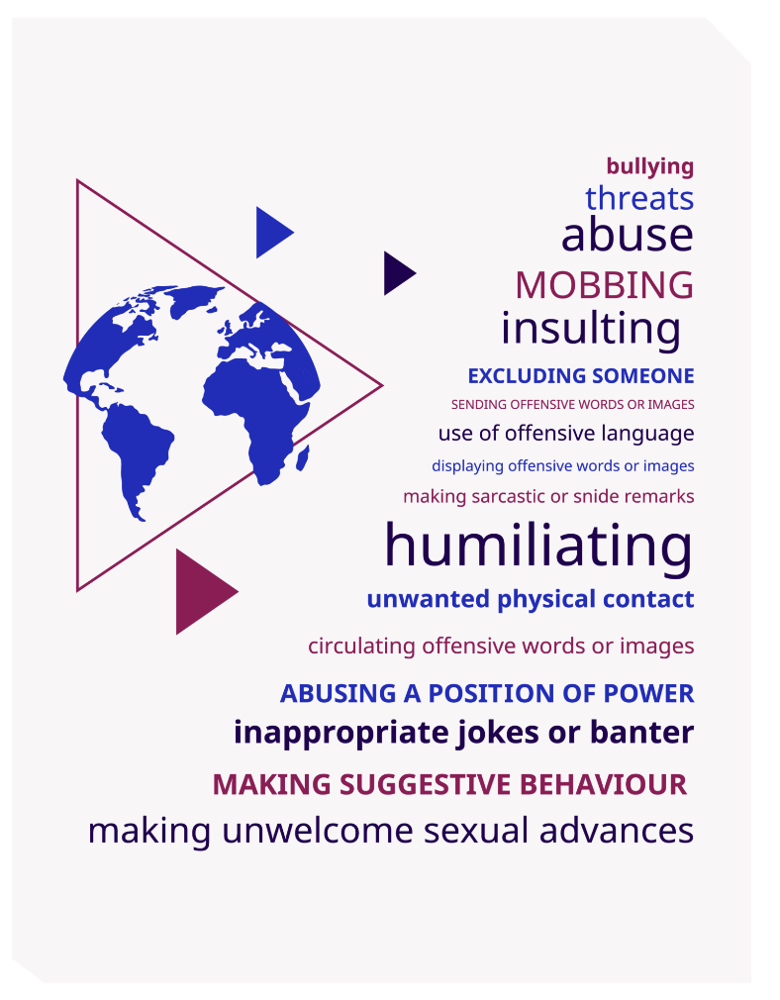 bullying
threats
abuse
MOBBING
insulting
EXCLUDING SOMEONE
SENDING OFFENSIVE WORDS OR IMAGES
use of offensive language
displaying offensive words or images
making sarcastic or snide remarks
humiliating
unwanted physical contact
circulating offensive words or images
ABUSING A POSITION OF POWER
inappropriate jokes or banter
MAKING SUGGESTIVE BEHAVIOUR
making unwelcome sexual advances